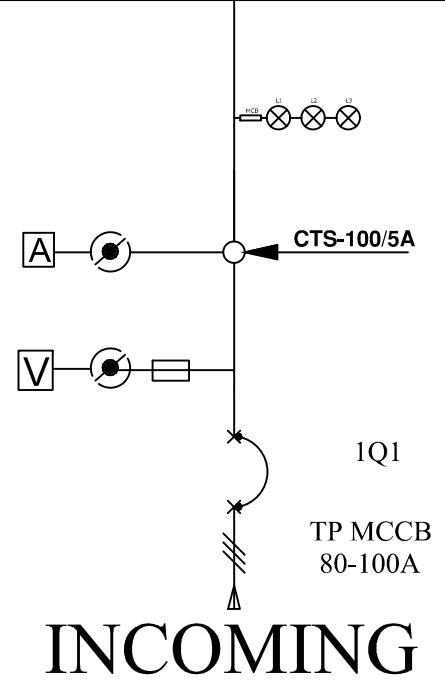 L1 L2 L3
MCB
A
CTS-100/5A
V
1Q1
TP MCCB
80-100A
INCOMING